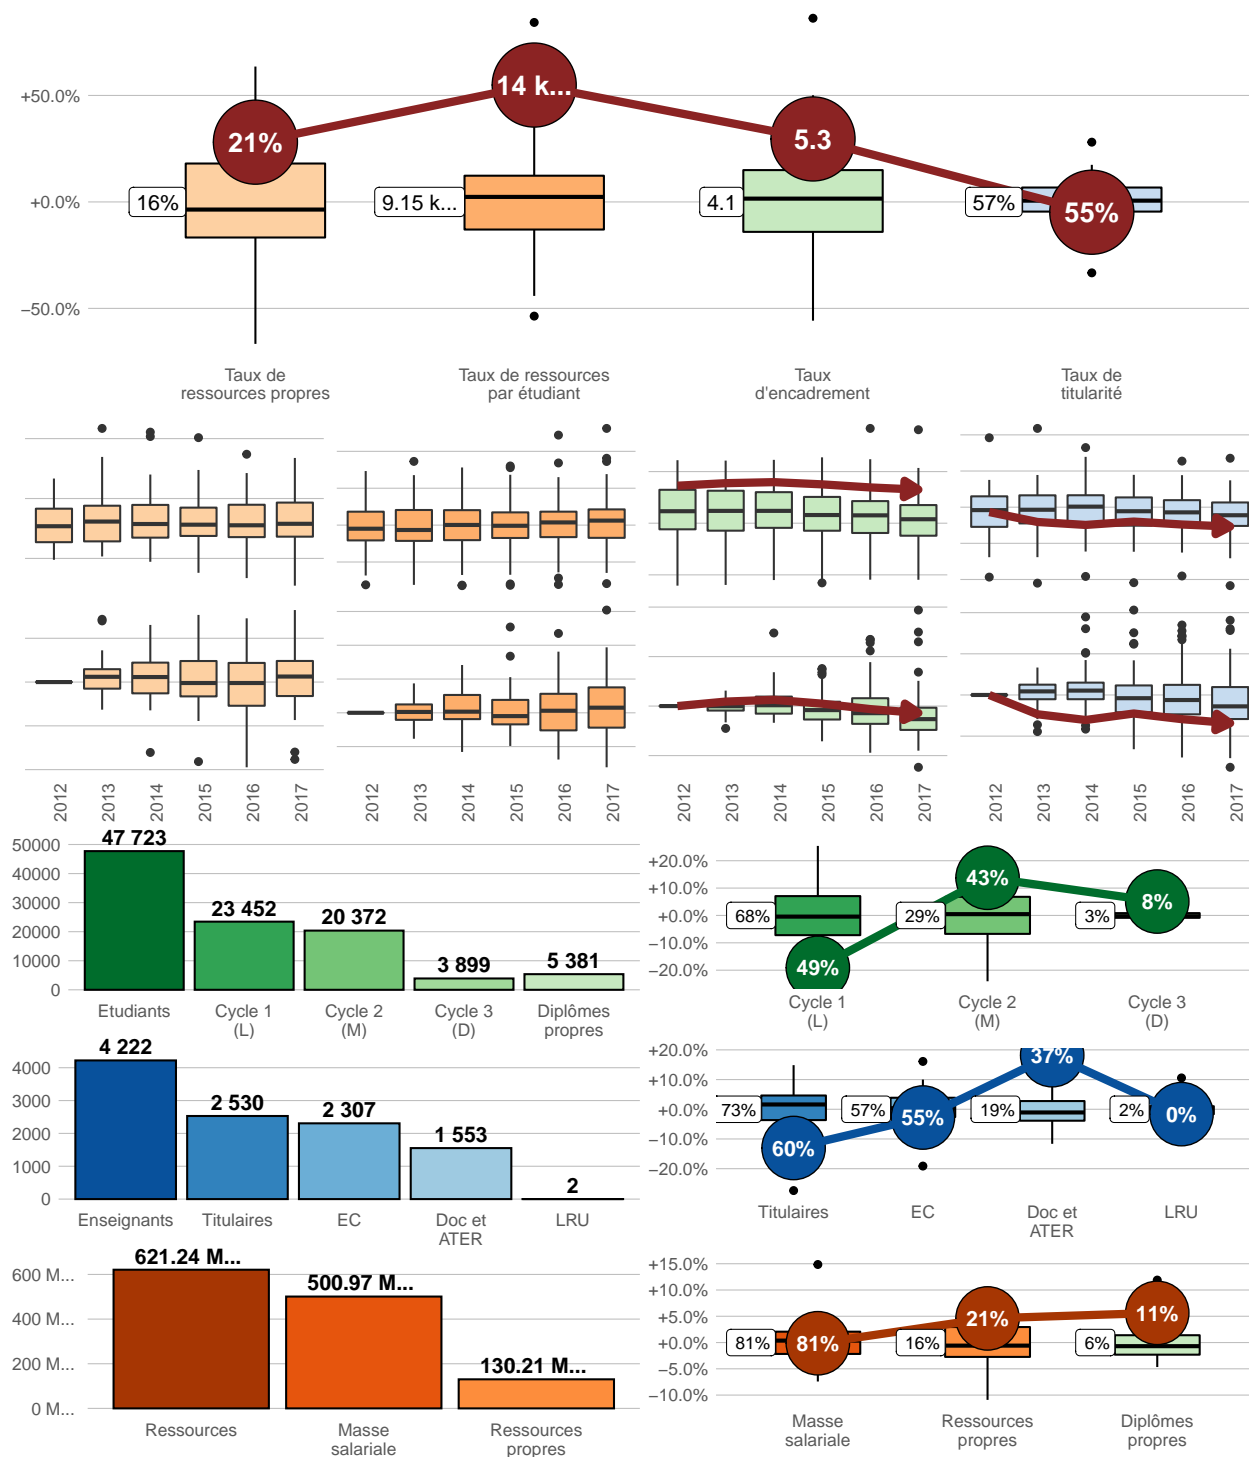 +50.0%
+0.0%
−50.0%
21%
14 k...
5.3
55%
16%
9.15 k...
4.1
57%
Taux de
ressources propres
Taux de ressources
par étudiant
Taux
d'encadrement
Taux de
titularité
2012 2013 2014 2015 2016 2017
2012 2013 2014 2015 2016 2017
2012 2013 2014 2015 2016 2017
2012 2013 2014 2015 2016 2017
50000
40000
30000
20000
10000
0
47 723
23 452
20 372
3 899
5 381
Etudiants
Cycle 1
(L)
Cycle 2
(M)
Cycle 3
(D)
Diplômes
propres
+20.0%
+10.0%
+0.0%
−10.0%
−20.0%
68%
49%
29%
43%
3%
8%
Cycle 1
(L)
Cycle 2
(M)
Cycle 3
(D)
4000
3000
2000
1000
0
4 222
2 530
2 307
1 553
2
Enseignants
Titulaires
EC
Doc et
ATER
LRU
+20.0%
+10.0%
+0.0%
−10.0%
−20.0%
73%
60%
57%
55%
19%
37%
2%
0%
Titulaires
EC
Doc et
ATER
LRU
600 M...
400 M...
200 M...
0 M...
621.24 M...
500.97 M...
130.21 M...
Ressources
Masse
salariale
Ressources
propres
+15.0%
+10.0%
+5.0%
+0.0%
−5.0%
−10.0%
81%
81%
16%
21%
6%
11%
Masse
salariale
Ressources
propres
Diplômes
propres